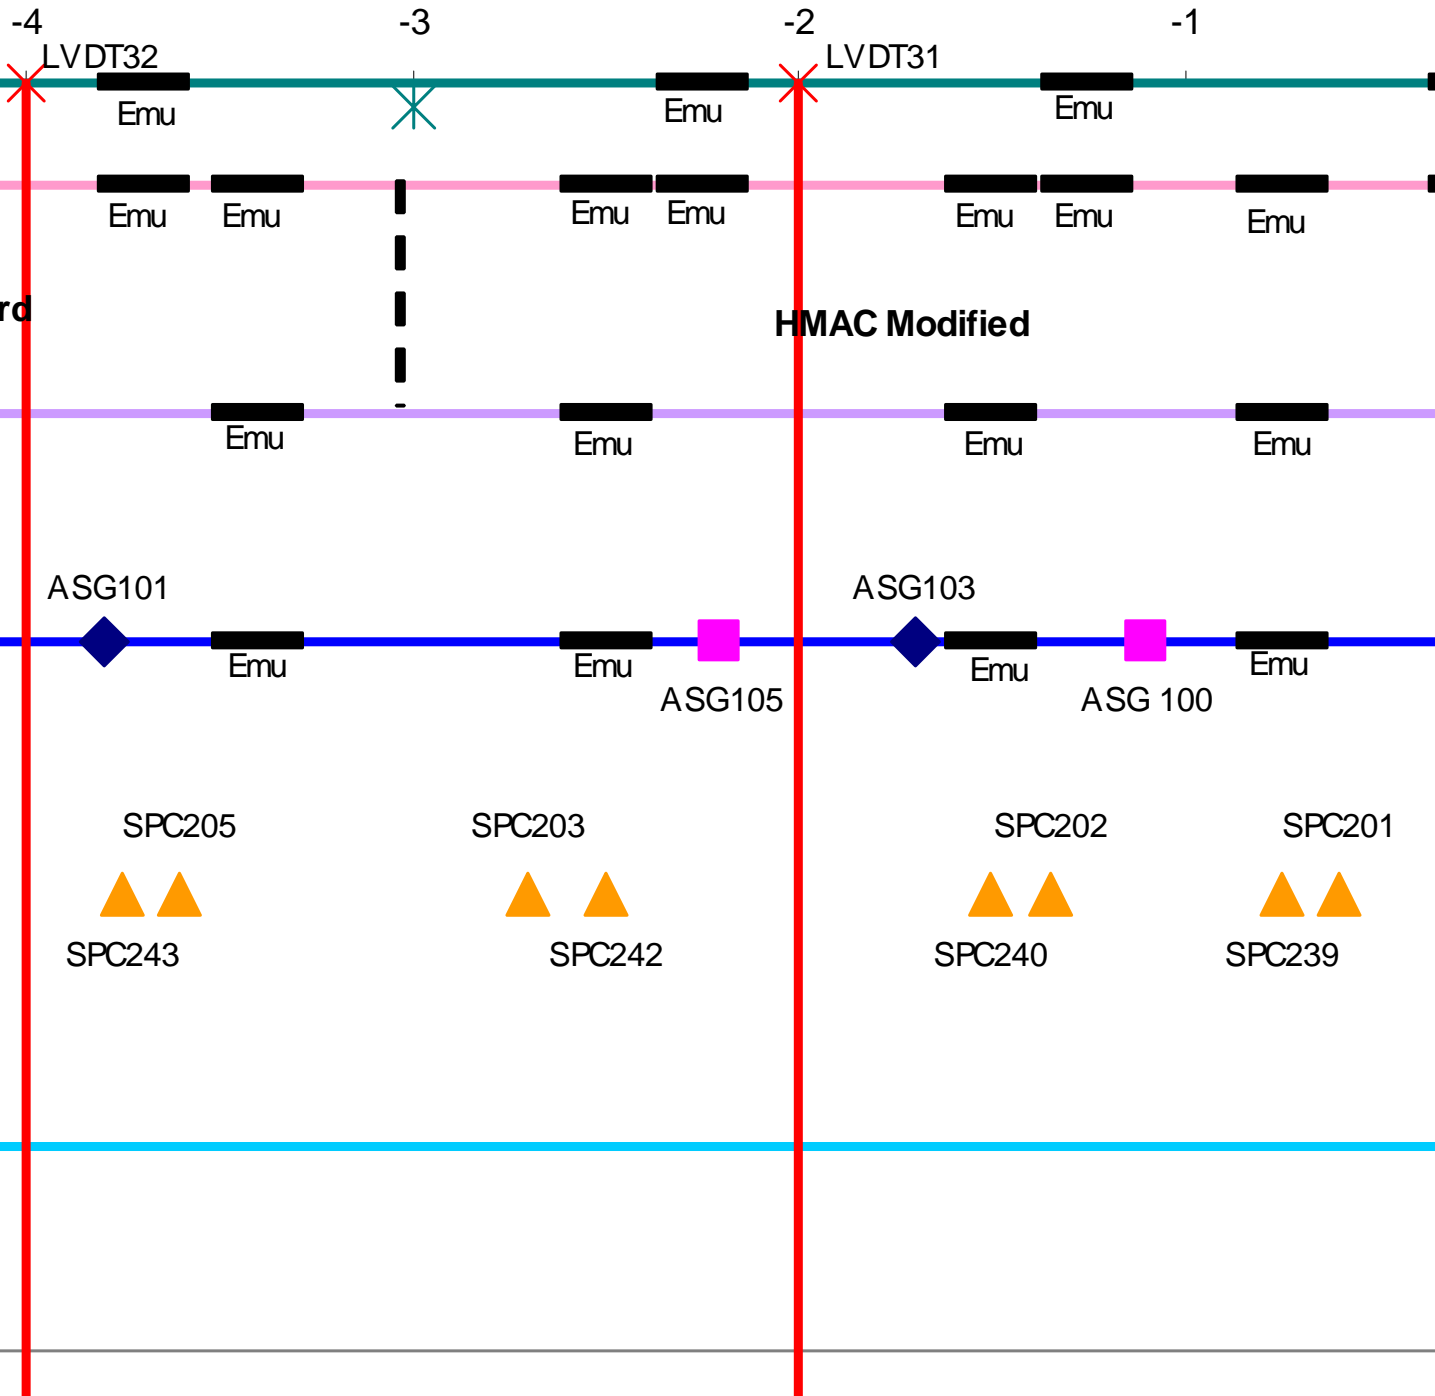 -4 -3 -2 -1
LVDT32 LVDT31
Emu Emu Emu
Emu Emu Emu Emu Emu Emu Emu
rd HMAC Modified
Emu Emu Emu Emu
ASG101 ASG103
Emu Emu Emu Emu
ASG105 ASG 100
SPC205 SPC203 SPC202 SPC201
SPC243 SPC242 SPC240 SPC239